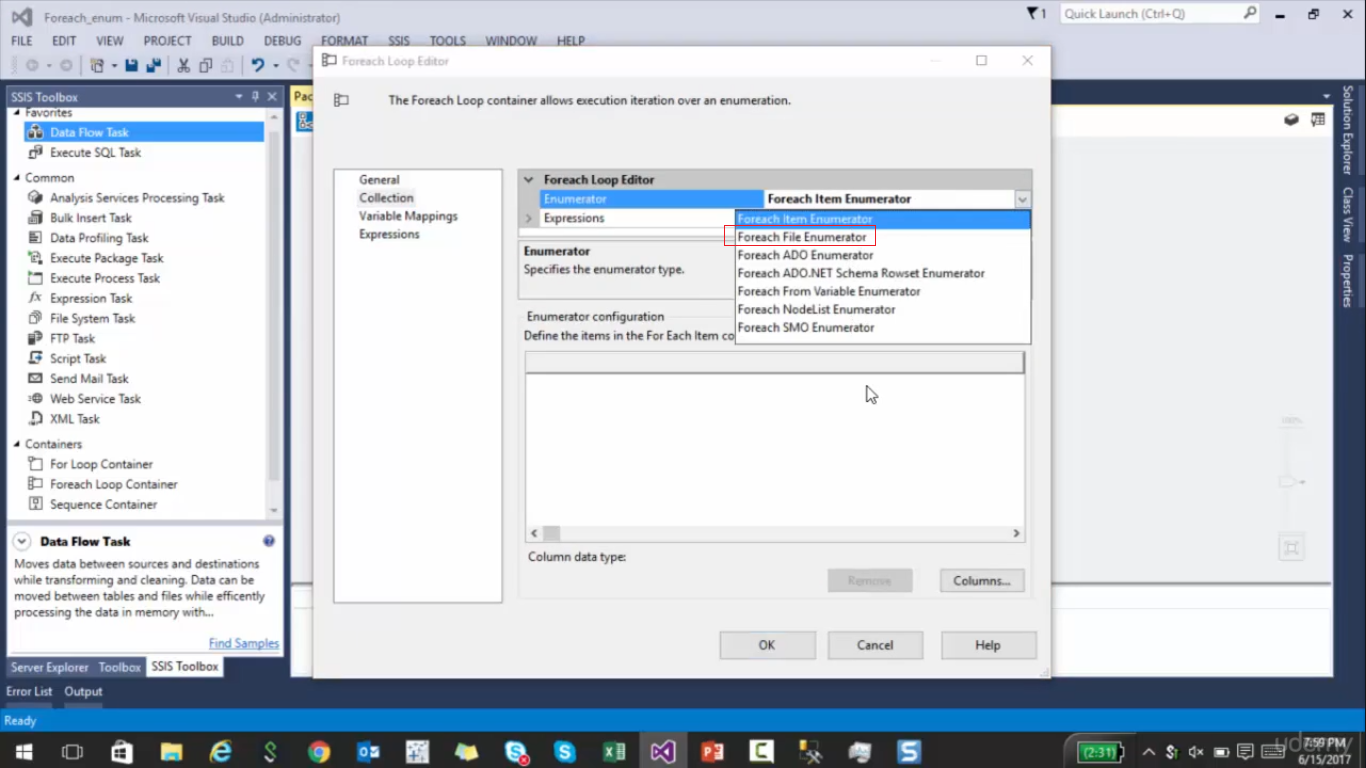 Foreach_enum - Microsoft Visual Studio (Administrator)
1
Quick Launch (Ctrl+Q)
FILE EDIT VIEW PROJECT BUILD DEBUG FORMAT SSIS TOOLS WINDOW HELP
Foreach Loop Editor
SSIS Toolbox
Pac
The Foreach Loop container allows execution iteration over an enumeration.
Favorites
Data Flow Task
Execute SQL Task
Common
Analysis Services Processing Task
Bulk Insert Task
Data Profiling Task
Execute Package Task
Execute Process Task
Expression Task
File System Task
FTP Task
Script Task
Send Mail Task
Web Service Task
XML Task
Containers
For Loop Container
Foreach Loop Container
Sequence Container
Data Flow Task
Moves data between sources and destinations
while transforming and cleaning. Data can be
moved between tables and files while efficently
processing the data in memory with...
Find Samples
Server Explorer Toolbox SSIS Toolbox
General
Collection
Variable Mappings
Expressions
Foreach Loop Editor
Enumerator Foreach Item Enumerator
Expressions
Foreach Item Enumerator
Foreach File Enumerator
Foreach ADO Enumerator
Foreach ADO.NET Schema Rowset Enumerator
Foreach From Variable Enumerator
Foreach NodeList Enumerator
Foreach SMO Enumerator
Enumerator
Specifies the enumerator type.
Enumerator configuration
Define the items in the For Each Item co
Column data type:
Remove Columns...
OK Cancel Help
Solution Explorer
Class View
Properties
100%
Error List Output
Ready
(2:31)
udemy
7:59 PM
6/15/2017